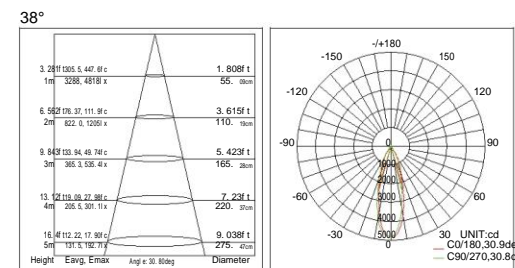 38°
3. 281ft 305. 5, 447. 6fc 1. 808ft
1m 3288, 4818lx 55. 09cm
6. 562ft 76. 37, 111. 9fc 3. 615ft
2m 822. 0, 1205lx 110. 19cm
9. 843ft 33. 94, 49. 74fc 5. 423ft
3m 365. 3, 535. 4lx 165. 28cm
13. 12ft 19. 09, 27. 98fc 7. 23ft
4m 205. 5, 301. 1lx 220. 37cm
16. 4ft 12. 22, 17. 90fc 9. 038ft
5m 131. 5, 192. 7lx 275. 47cm
Height Eavg, Emax Angle: 30. 80deg Diameter
-/+180
-150 150
-120 120
-90 0 90
1000
2000
3000
-60 60
4000
-30 5000 30 UNIT:cd
0
C0/180,30.9de
C90/270,30.8d